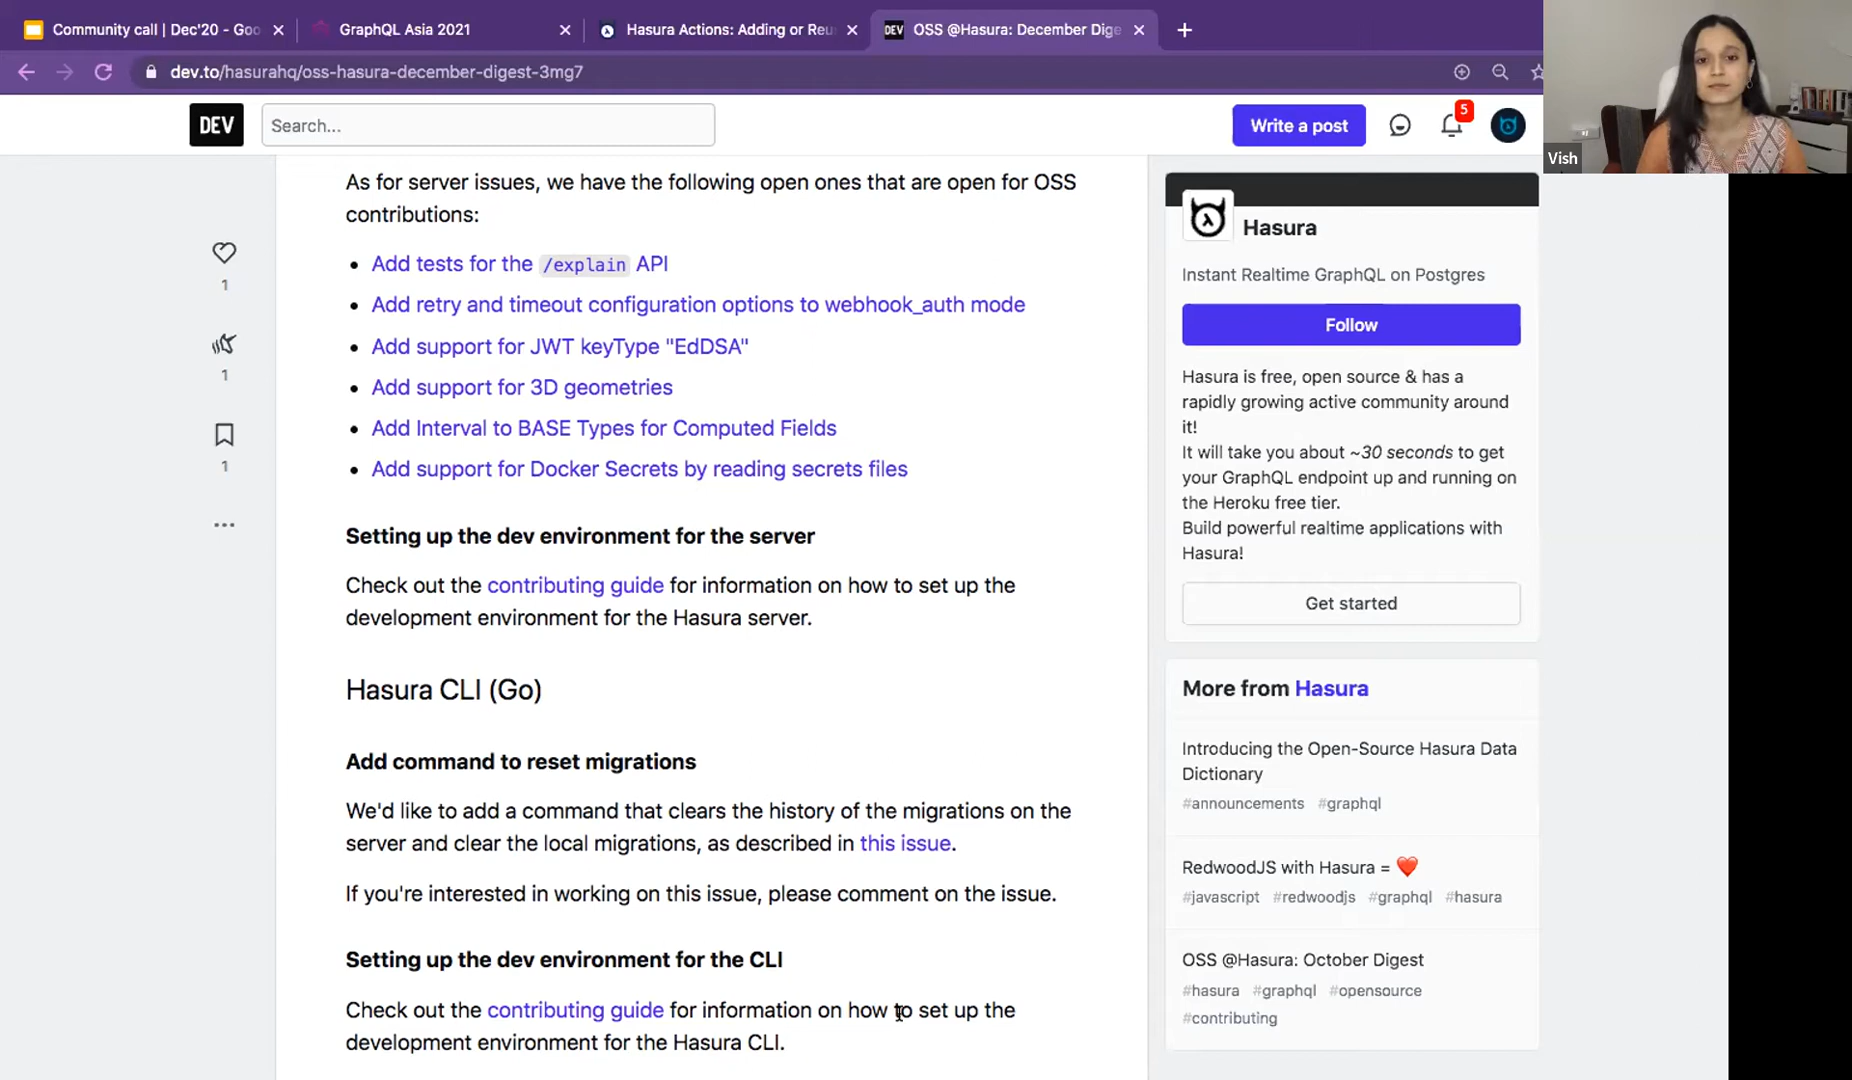 Community call | Dec'20 - Goo
GraphQL Asia 2021
Hasura Actions: Adding or Reu
DEV OSS @Hasura: December Dige
dev.to/hasurahq/oss-hasura-december-digest-3mg7
DEV
Search...
Write a post
5
Vish
As for server issues, we have the following open ones that are open for OSS
contributions:
• Add tests for the /explain API
• Add retry and timeout configuration options to webhook_auth mode
• Add support for JWT keyType "EdDSA"
• Add support for 3D geometries
• Add Interval to BASE Types for Computed Fields
• Add support for Docker Secrets by reading secrets files
1
1
1
Setting up the dev environment for the server
Check out the contributing guide for information on how to set up the
development environment for the Hasura server.
Hasura CLI (Go)
Add command to reset migrations
We'd like to add a command that clears the history of the migrations on the
server and clear the local migrations, as described in this issue.
If you're interested in working on this issue, please comment on the issue.
Setting up the dev environment for the CLI
Check out the contributing guide for information on how to set up the
development environment for the Hasura CLI.
Hasura
Instant Realtime GraphQL on Postgres
Follow
Hasura is free, open source & has a
rapidly growing active community around
it!
It will take you about ~30 seconds to get
your GraphQL endpoint up and running on
the Heroku free tier.
Build powerful realtime applications with
Hasura!
Get started
More from Hasura
Introducing the Open-Source Hasura Data
Dictionary
#announcements #graphql
RedwoodJS with Hasura = ❤️
#javascript #redwoodjs #graphql #hasura
OSS @Hasura: October Digest
#hasura #graphql #opensource
#contributing